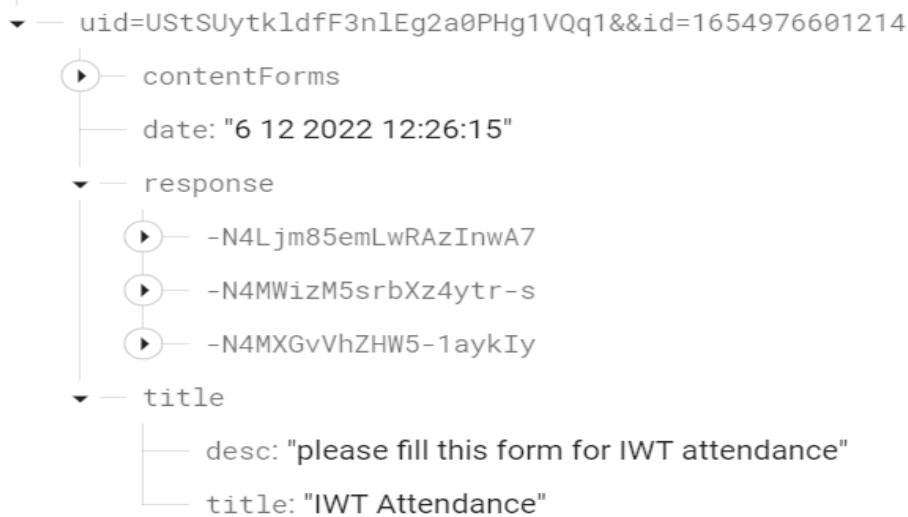 uid=UStSUytkldfF3nlEg2a0PHg1VQq1&&id=1654976601214
contentForms
date: "6 12 2022 12:26:15"
response
-N4Ljm85emLwRAzInwA7
-N4MWizM5srbXz4ytr-s
-N4MXGvVhZHW5-1aykIy
title
desc: "please fill this form for IWT attendance"
title: "IWT Attendance"